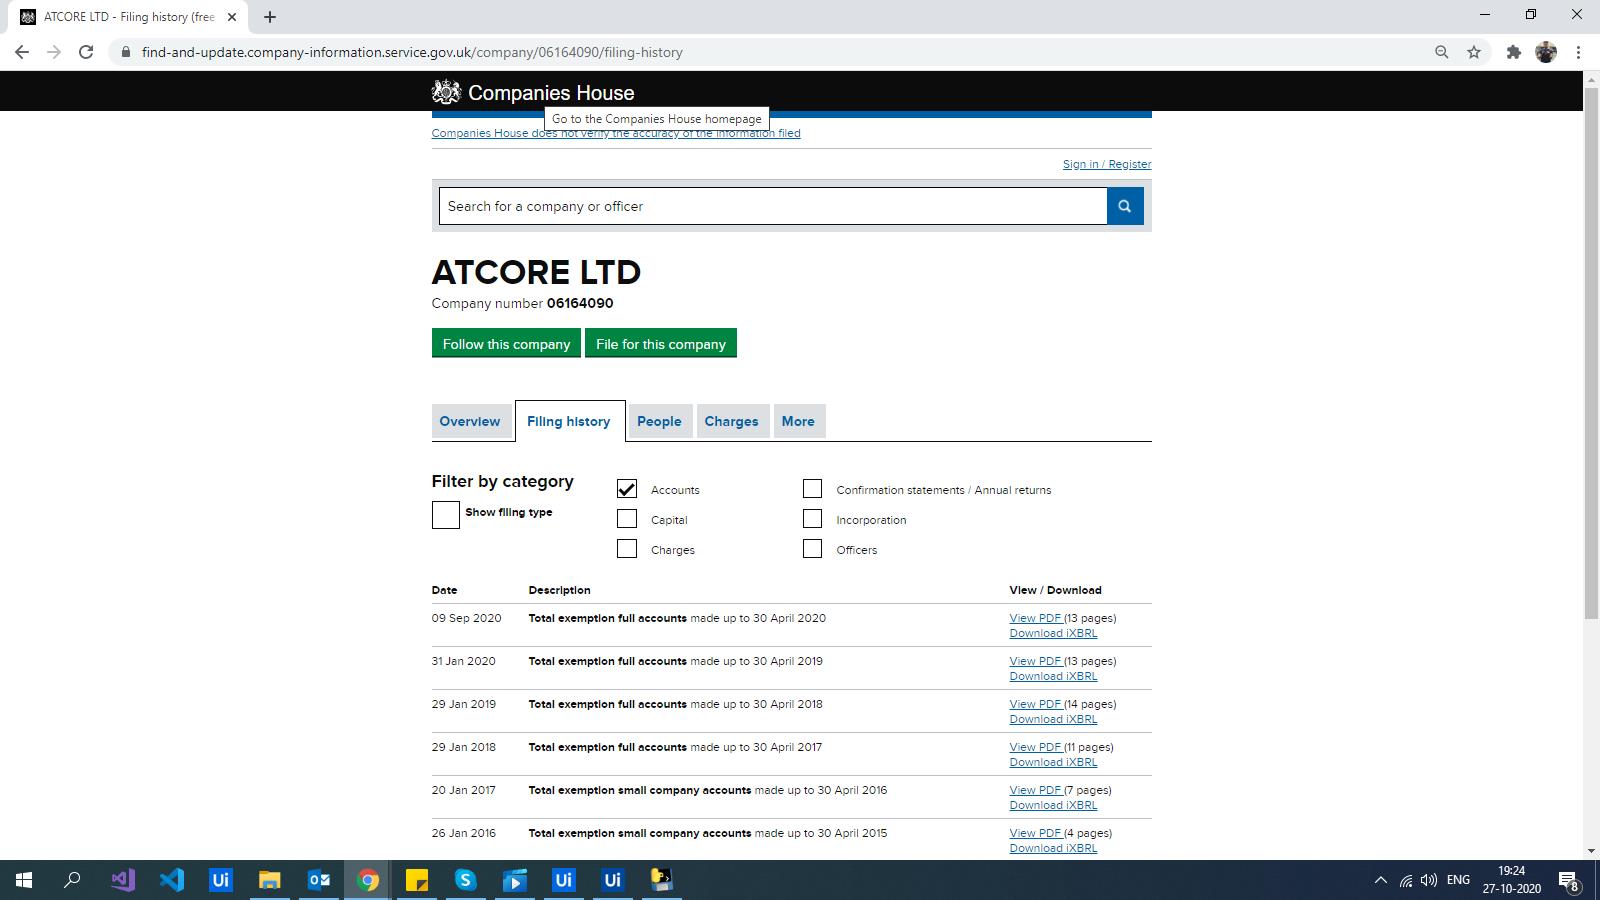 ATCORE LTD - Filing history (free
find-and-update.company-information.service.gov.uk/company/06164090/filing-history
Companies House
Go to the Companies House homepage
Companies House does not verify the accuracy of the information filed
Sign in / Register
Search for a company or officer
ATCORE LTD
Company number 06164090
Follow this company File for this company
Overview Filing history People Charges More
Filter by category
Show filing type
Accounts Confirmation statements / Annual returns
Capital Incorporation
Charges Officers
Date Description View / Download
09 Sep 2020 Total exemption full accounts made up to 30 April 2020 View PDF (13 pages)
Download iXBRL
31 Jan 2020 Total exemption full accounts made up to 30 April 2019 View PDF (13 pages)
Download iXBRL
29 Jan 2019 Total exemption full accounts made up to 30 April 2018 View PDF (14 pages)
Download iXBRL
29 Jan 2018 Total exemption full accounts made up to 30 April 2017 View PDF (11 pages)
Download iXBRL
20 Jan 2017 Total exemption small company accounts made up to 30 April 2016 View PDF (7 pages)
Download iXBRL
26 Jan 2016 Total exemption small company accounts made up to 30 April 2015 View PDF (4 pages)
Download iXBRL
Ui S Ui Ui
ENG
19:24
27-10-2020
8